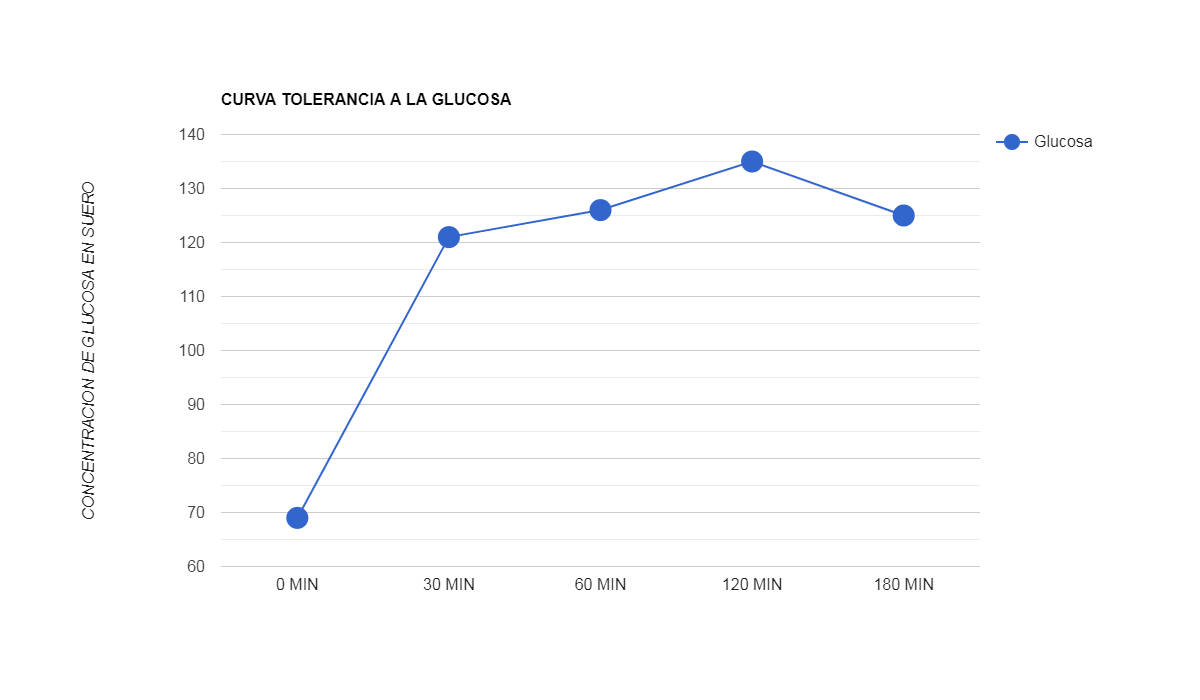 CURVA TOLERANCIA A LA GLUCOSA
Glucosa
CONCENTRACION DE GLUCOSA EN SUERO
140
130
120
110
100
90
80
70
60
0 MIN
30 MIN
60 MIN
120 MIN
180 MIN